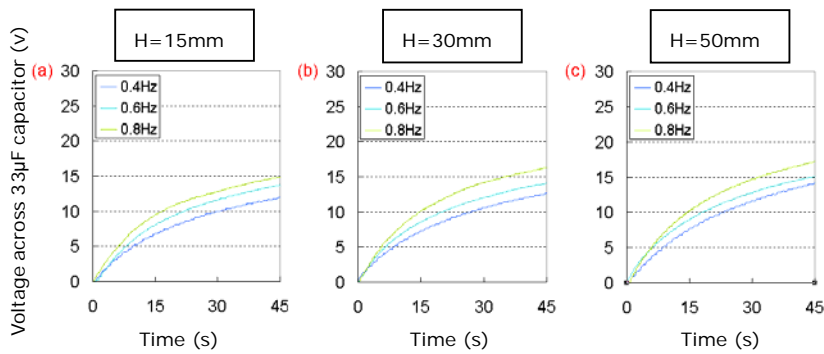 H=15mm
H=30mm
H=50mm
Voltage across 33μF capacitor (v)
(a)
30
25
20
15
10
5
0
0.4Hz
0.6Hz
0.8Hz
0 15 30 45
Time (s)
(b)
30
25
20
15
10
5
0
0.4Hz
0.6Hz
0.8Hz
0 15 30 45
Time (s)
(c)
30
25
20
15
10
5
0
0.4Hz
0.6Hz
0.8Hz
0 15 30 45
Time (s)